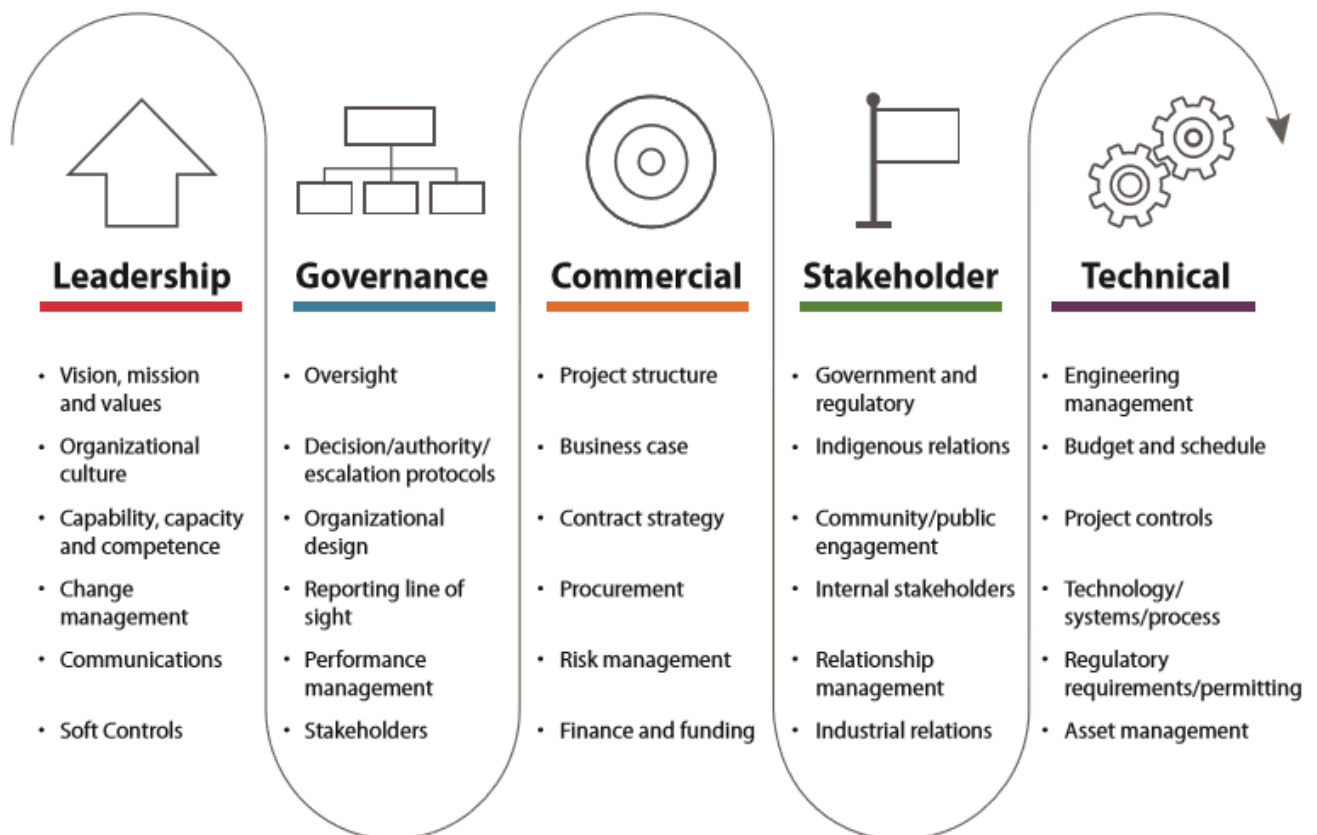 Leadership
• Vision, mission
and values
• Organizational
culture
• Capability, capacity
and competence
• Change
management
• Communications
• Soft Controls
Governance
• Oversight
• Decision/authority/
escalation protocols
• Organizational
design
• Reporting line of
sight
• Performance
management
• Stakeholders
Commercial
• Project structure
• Business case
• Contract strategy
• Procurement
• Risk management
• Finance and funding
Stakeholder
• Government and
regulatory
• Indigenous relations
• Community/public
engagement
• Internal stakeholders
• Relationship
management
• Industrial relations
Technical
• Engineering
management
• Budget and schedule
• Project controls
• Technology/
systems/process
• Regulatory
requirements/permitting
• Asset management